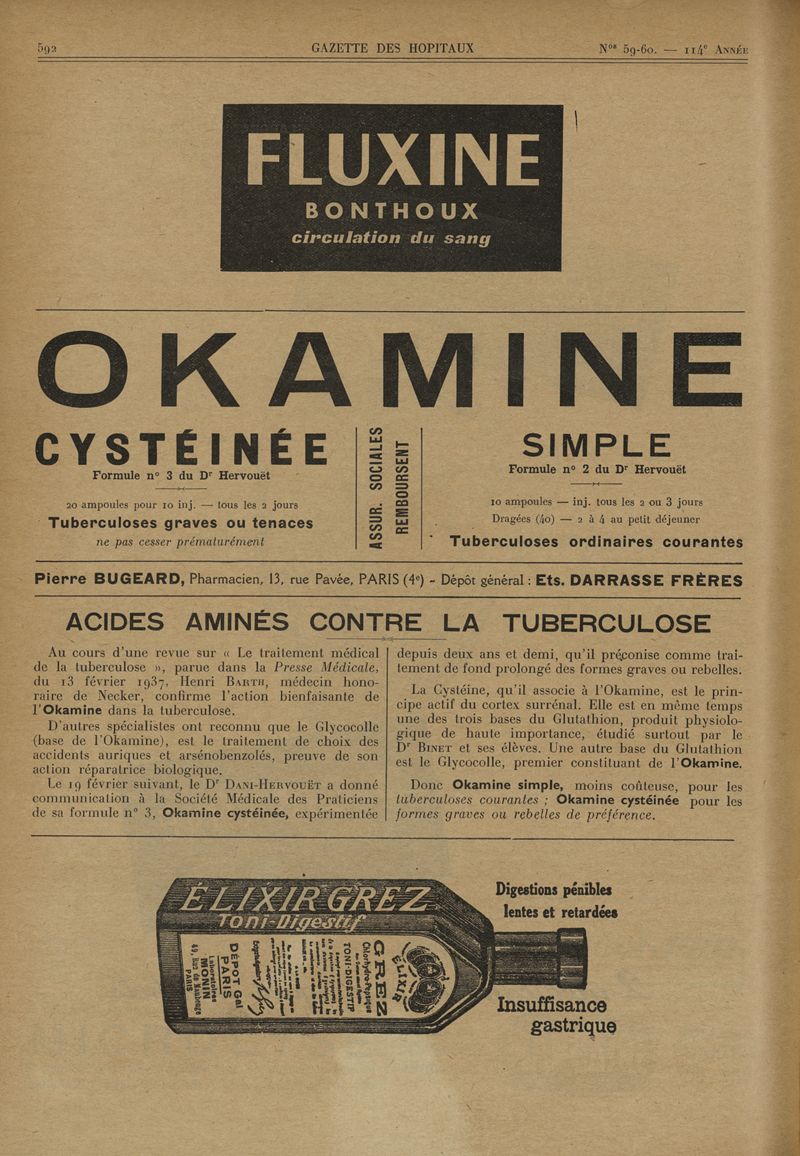 592
GAZETTE DES HOPITAUX
Nos 59-60. — 114e ANNÉE
FLUXINE
BONTHOUX
circulation du sang
OKAMINE
CYSTÉINÉE
Formule n° 3 du Dr Hervouët
20 ampoules pour 10 inj. — tous les 2 jours
Tuberculoses graves ou tenaces
ne pas cesser prématurément
ASSUR. SOCIALES
REMBOURSENT
SIMPLE
Formule n° 2 du Dr Hervouët
10 ampoules — inj. tous les 2 ou 3 jours
Dragées (40) — 2 à 4 au petit déjeuner
Tuberculoses ordinaires courantes
Pierre BUGEARD, Pharmacien, 13, rue Pavée, PARIS (4e) - Dépôt général : Ets. DARRASSE FRÈRES
ACIDES AMINÉS CONTRE LA TUBERCULOSE
Au cours d'une revue sur « Le traitement médical
de la tuberculose », parue dans la Presse Médicale,
du 13 février 1937, Henri BARTH, médecin hono-
raire de Necker, confirme l'action bienfaisante de
l'Okamine dans la tuberculose.
D'autres spécialistes ont reconnu que le Glycocolle
(base de l'Okamine), est le traitement de choix des
accidents auriques et arsénobenzolés, preuve de son
action réparatrice biologique.
Le 19 février suivant, le Dr DANI-HERVOUËT a donné
communication à la Société Médicale des Praticiens
de sa formule n° 3, Okamine cystéinée, expérimentée
depuis deux ans et demi, qu'il préconise comme trai-
tement de fond prolongé des formes graves ou rebelles.
La Cystéine, qu'il associe à l'Okamine, est le prin-
cipe actif du cortex surrénal. Elle est en même temps
une des trois bases du Glutathion, produit physiolo-
gique de haute importance, étudié surtout par le
Dr BINET et ses élèves. Une autre base du Glutathion
est le Glycocolle, premier constituant de l'Okamine.
Donc Okamine simple, moins coûteuse, pour les
tuberculoses courantes ; Okamine cystéinée pour les
formes graves ou rebelles de préférence.
ÉLIXIR GREZ
Toni-Digestif
ÉLIXIR
GREZ
Chlorhydro-Pepsique
TONI-DIGESTIF
DÉPOT Gal
PARIS
Laboratoires
MONIN
PARIS
Digestions pénibles
lentes et retardées
Insuffisance
gastrique